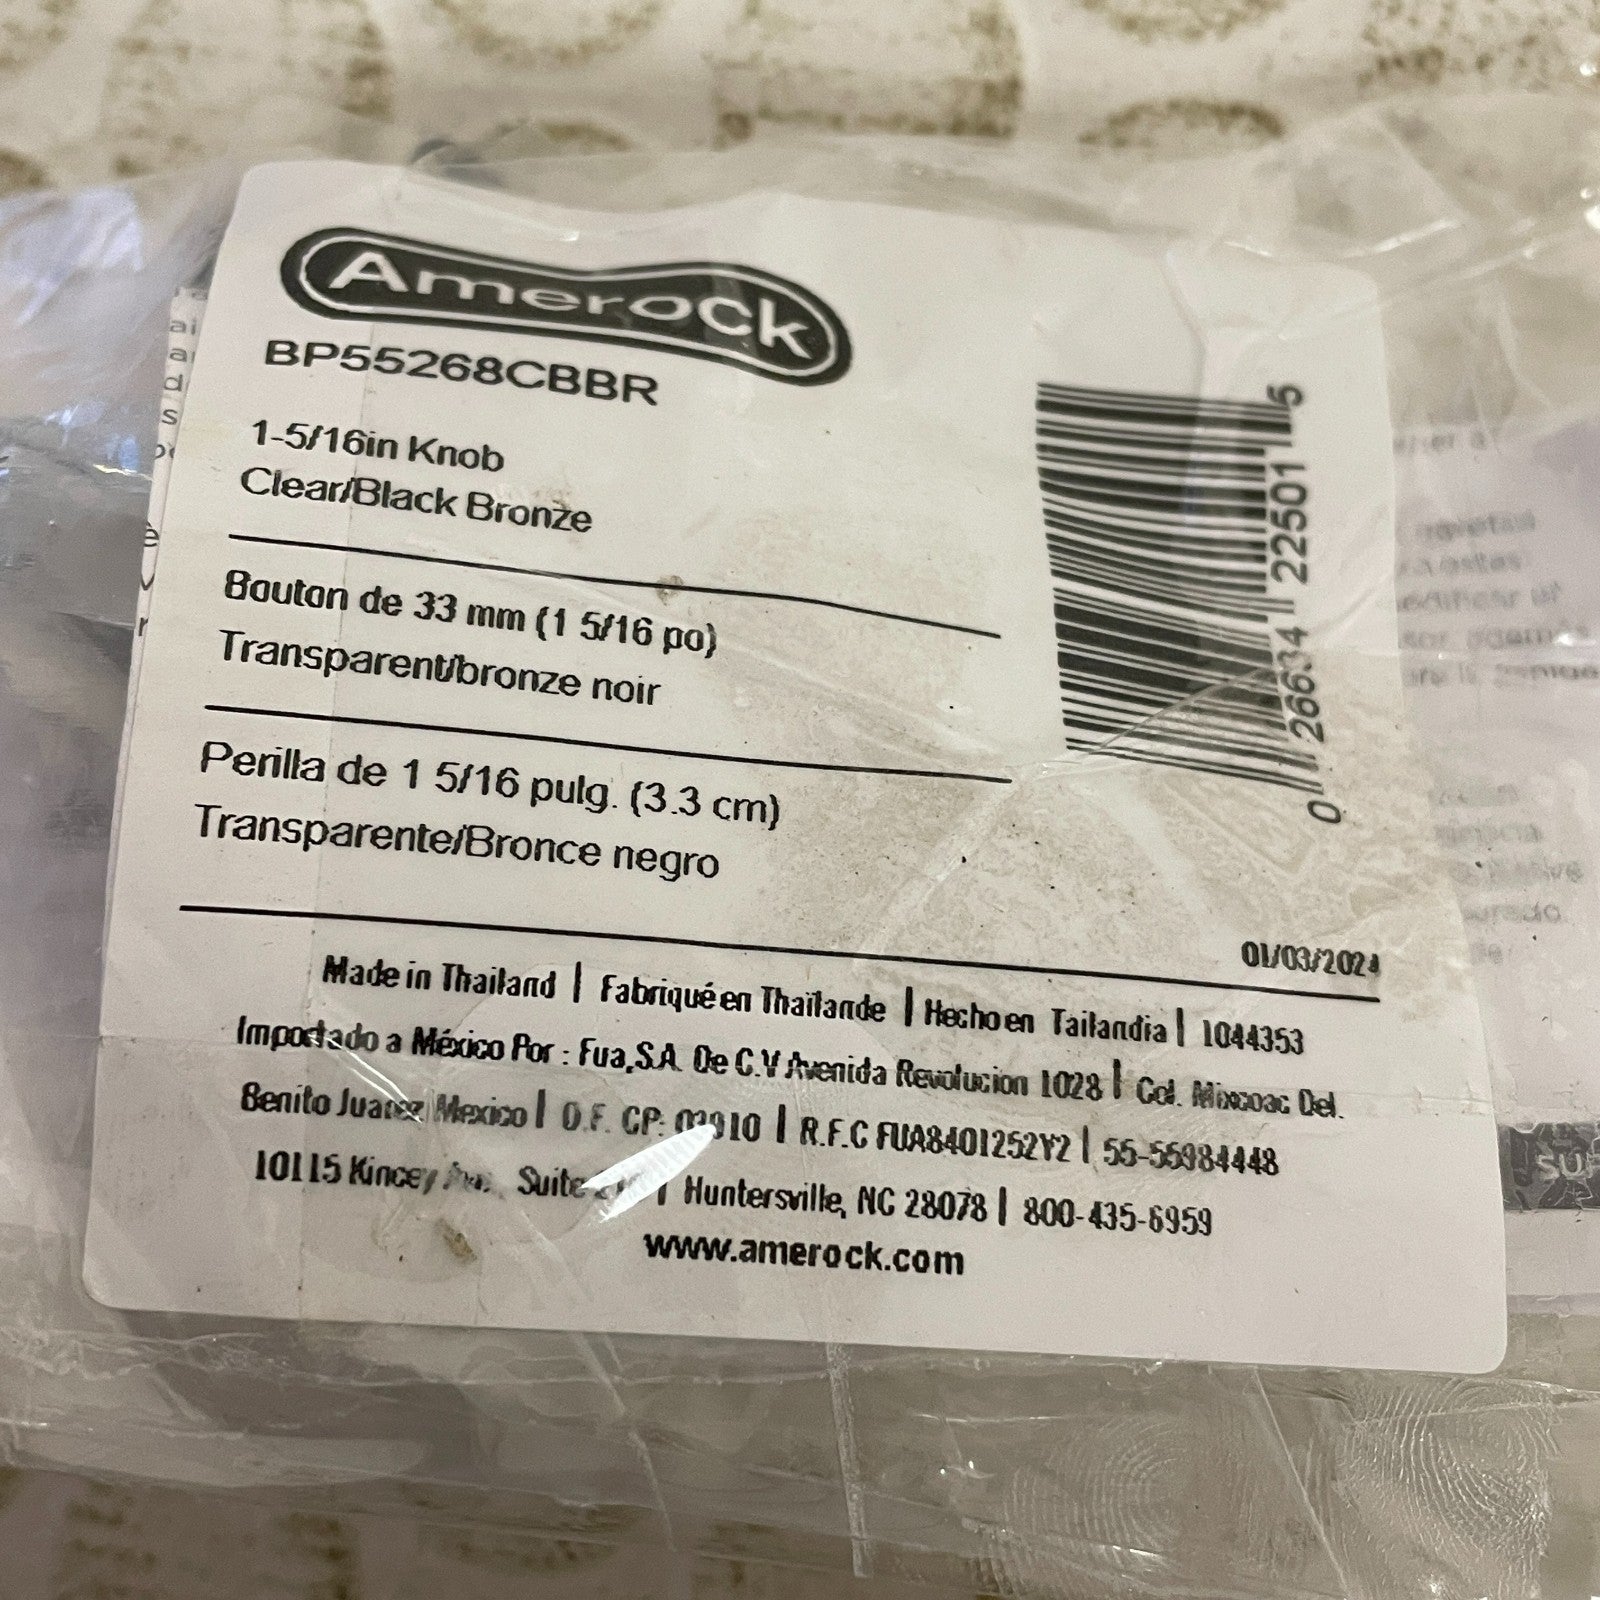 Amerock
BP55268CBBR
1-5/16in Knob
Clear/Black Bronze
Bouton de 33 mm (1 5/16 po)
Transparent/bronze noir
Perilla de 1 5/16 pulg. (3.3 cm)
Transparente/Bronce negro
0 26634 22501 5
01/03/2024
Made in Thailand | Fabriqué en Thaïlande | Hecho en Tailandia | 1044353
Importado a México Por : Fua,S.A. De C.V Avenida Revolucion 1028 | Col. Mixcoac Del.
Benito Juarez Mexico | D.F. CP: 03910 | R.F.C FUA8401252Y2 | 55-55984448
10115 Kincey Suite | Huntersville, NC 28078 | 800-435-6959
www.amerock.com